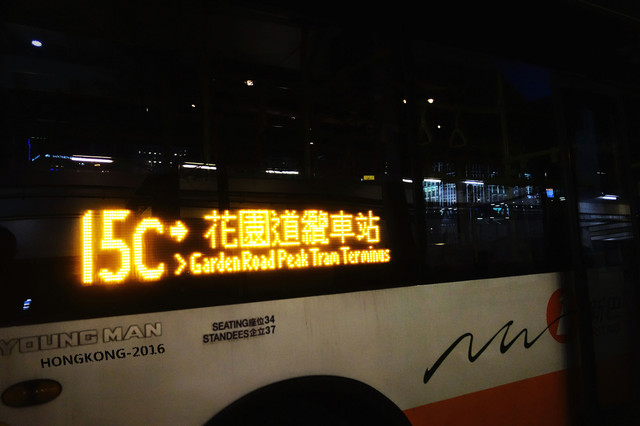 15C → 花園道纜車站
> Garden Road Peak Tram Terminus
YOUNG MAN
HONGKONG-2016
SEATING座位34
STANDEES企立37